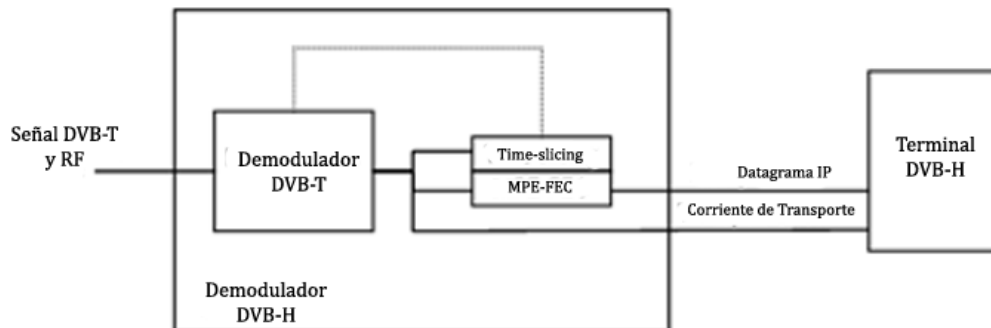 Señal DVB-T
y RF
Demodulador
DVB-T
Time-slicing
MPE-FEC
Datagrama IP
Corriente de Transporte
Terminal
DVB-H
Demodulador
DVB-H